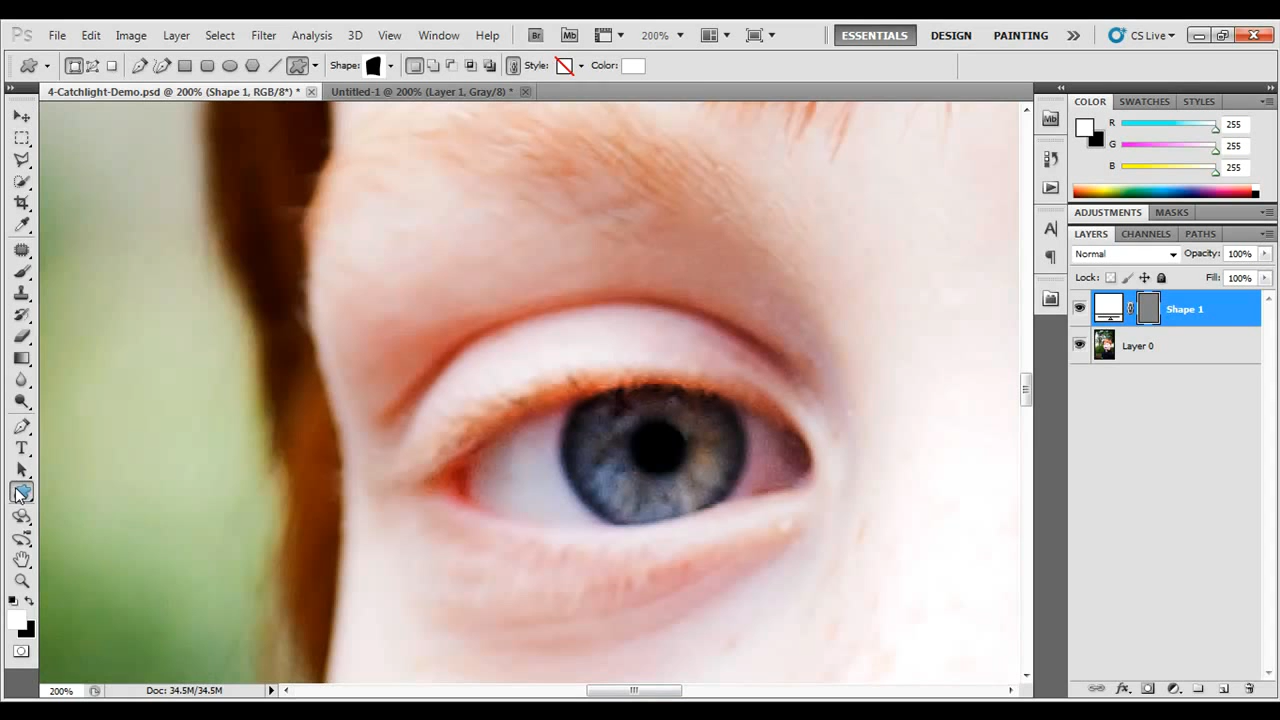 Ps File Edit Image Layer Select Filter Analysis 3D View Window Help Br Mb 200% ESSENTIALS DESIGN PAINTING CS Live
Shape: Style: Color:
4-Catchlight-Demo.psd @ 200% (Shape 1, RGB/8*) * Untitled-1 @ 200% (Layer 1, Gray/8) *
COLOR SWATCHES STYLES
Mb
R 255
G 255
B 255
ADJUSTMENTS MASKS
LAYERS CHANNELS PATHS
Normal Opacity: 100%
Lock: Fill: 100%
Shape 1
Layer 0
T
A
200% Doc: 34.5M/34.5M
fx